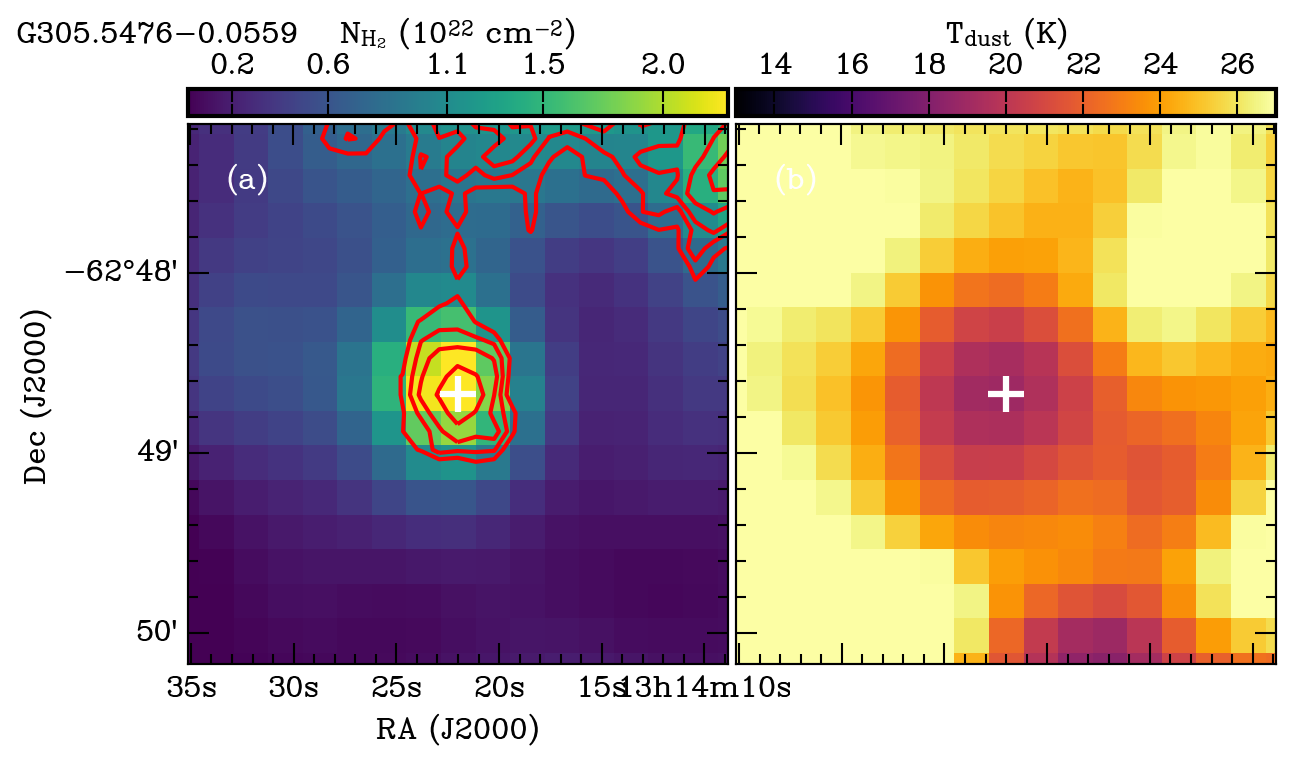 G305.5476−0.0559 N_H₂ (10²² cm⁻²) T_dust (K)
0.2 0.6 1.1 1.5 2.0 14 16 18 20 22 24 26
(a) (b)
−62°48'
49'
50'
Dec (J2000)
35s 30s 25s 20s 15s 13h14m10s
RA (J2000)